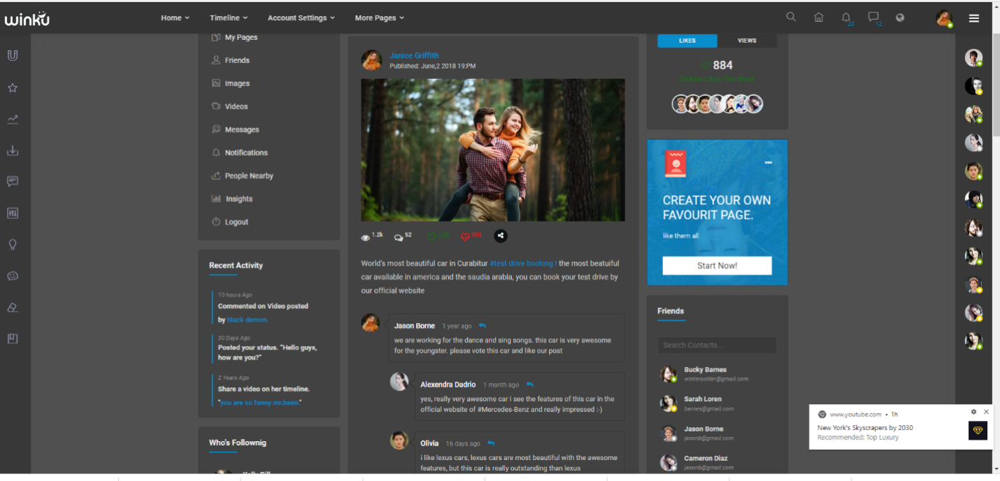 winku
Home
Timeline
Account Settings
More Pages
20
12
My Pages
Friends
Images
Videos
Messages
Notifications
People Nearby
Insights
Logout
Recent Activity
10 hours Ago
Commented on Video posted
by black demon.
30 Days Ago
Posted your status. “Hello guys,
how are you?”
2 Years Ago
Share a video on her timeline.
"you are so funny mr.been."
Who's Follownig
Kelly Bill
Janice Griffith
Published: June,2 2018 19:PM
1.2k
52
200
World's most beautiful car in Curabitur #test drive booking ! the most beatuiful
car available in america and the saudia arabia, you can book your test drive by
our official website
Jason Borne 1 year ago
we are working for the dance and sing songs. this car is very awesome
for the youngster. please vote this car and like our post
Alexendra Dadrio 1 month ago
yes, really very awesome car i see the features of this car in the
official website of #Mercedes-Benz and really impressed :-)
Olivia 16 days ago
i like lexus cars, lexus cars are most beautiful with the awesome
features, but this car is really outstanding than lexus
LIKES
VIEWS
884
35 New Likes This Week
CREATE YOUR OWN
FAVOURIT PAGE.
like them all
Start Now!
Friends
Search Contacts...
Bucky Barnes
wintersolder@gmail.com
Sarah Loren
barnes@gmail.com
Jason Borne
jasonb@gmail.com
Cameron Diaz
jasonb@gmail.com
www.youtube.com • 1h
New York's Skyscrapers by 2030
Recommended: Top Luxury